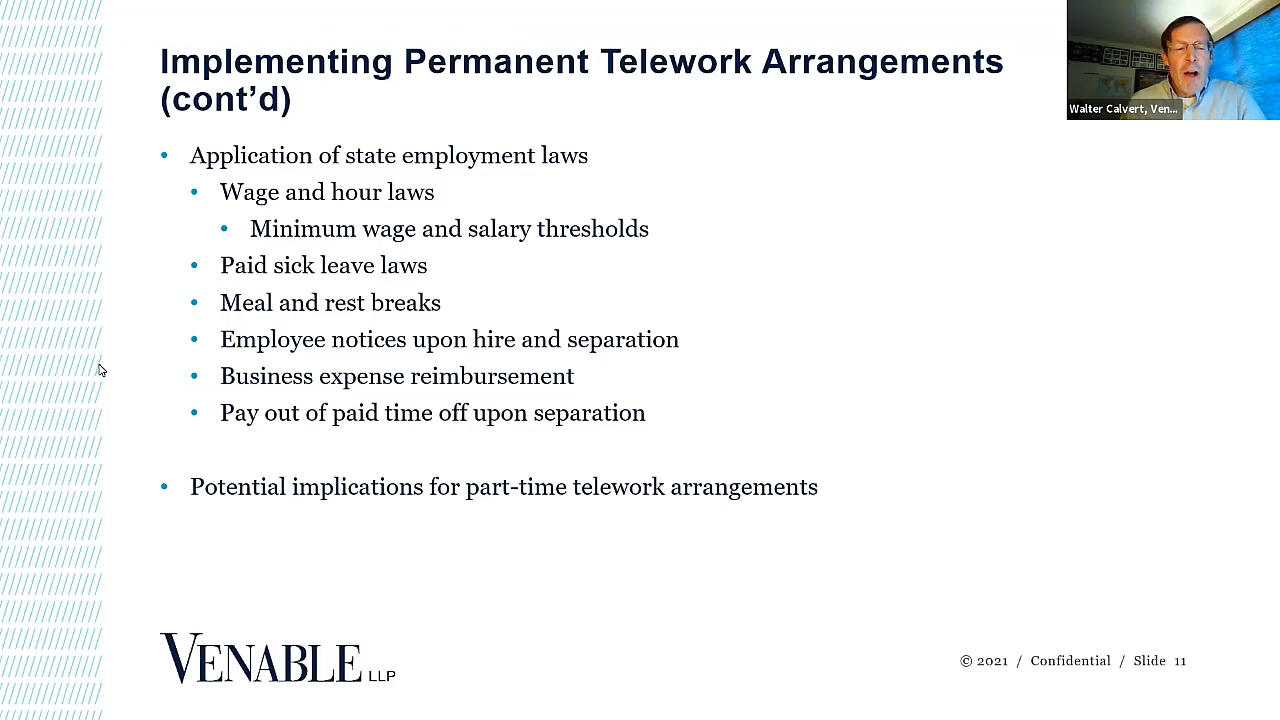 Implementing Permanent Telework Arrangements
(cont’d)
Walter Calvert, Ven...
• Application of state employment laws
• Wage and hour laws
• Minimum wage and salary thresholds
• Paid sick leave laws
• Meal and rest breaks
• Employee notices upon hire and separation
• Business expense reimbursement
• Pay out of paid time off upon separation
• Potential implications for part-time telework arrangements
VENABLE LLP
© 2021 / Confidential / Slide 11